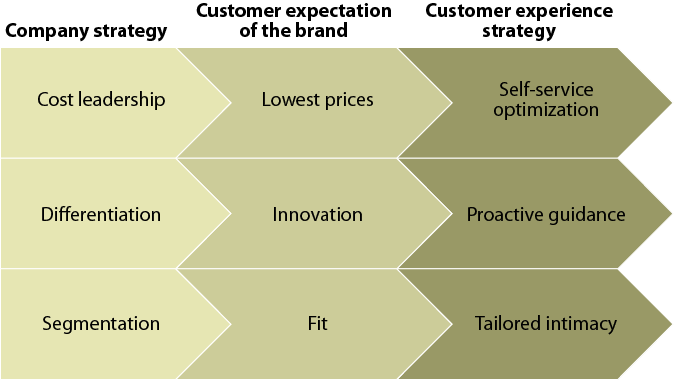 Company strategy
Customer expectation
of the brand
Customer experience
strategy
Cost leadership
Lowest prices
Self-service
optimization
Differentiation
Innovation
Proactive guidance
Segmentation
Fit
Tailored intimacy